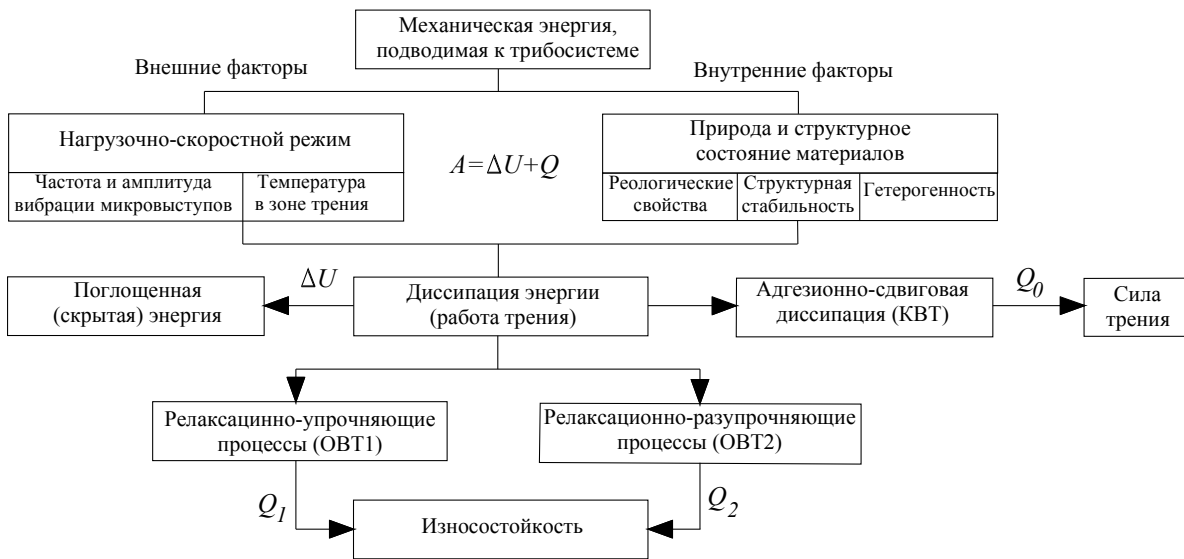 Механическая энергия,
подводимая к трибосистеме
Внешние факторы
Внутренние факторы
Нагрузочно-скоростной режим
Частота и амплитуда
вибрации микровыступов
Температура
в зоне трения
A=ΔU+Q
Природа и структурное
состояние материалов
Реологические
свойства
Структурная
стабильность
Гетерогенность
Поглощенная
(скрытая) энергия
ΔU
Диссипация энергии
(работа трения)
Адгезионно-сдвиговая
диссипация (КВТ)
Q0
Сила
трения
Релаксацинно-упрочняющие
процессы (ОВТ1)
Релаксационно-разупрочняющие
процессы (ОВТ2)
Q1
Q2
Износостойкость